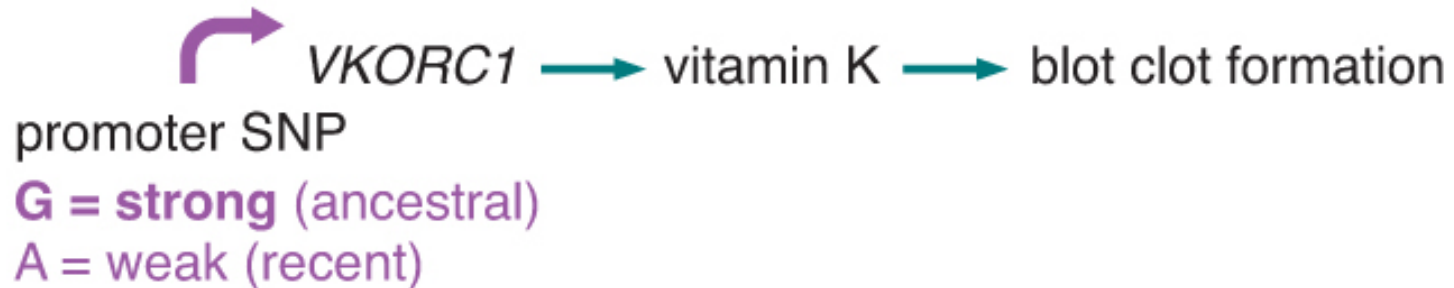 VKORC1 → vitamin K → blot clot formation
promoter SNP
G = strong (ancestral)
A = weak (recent)